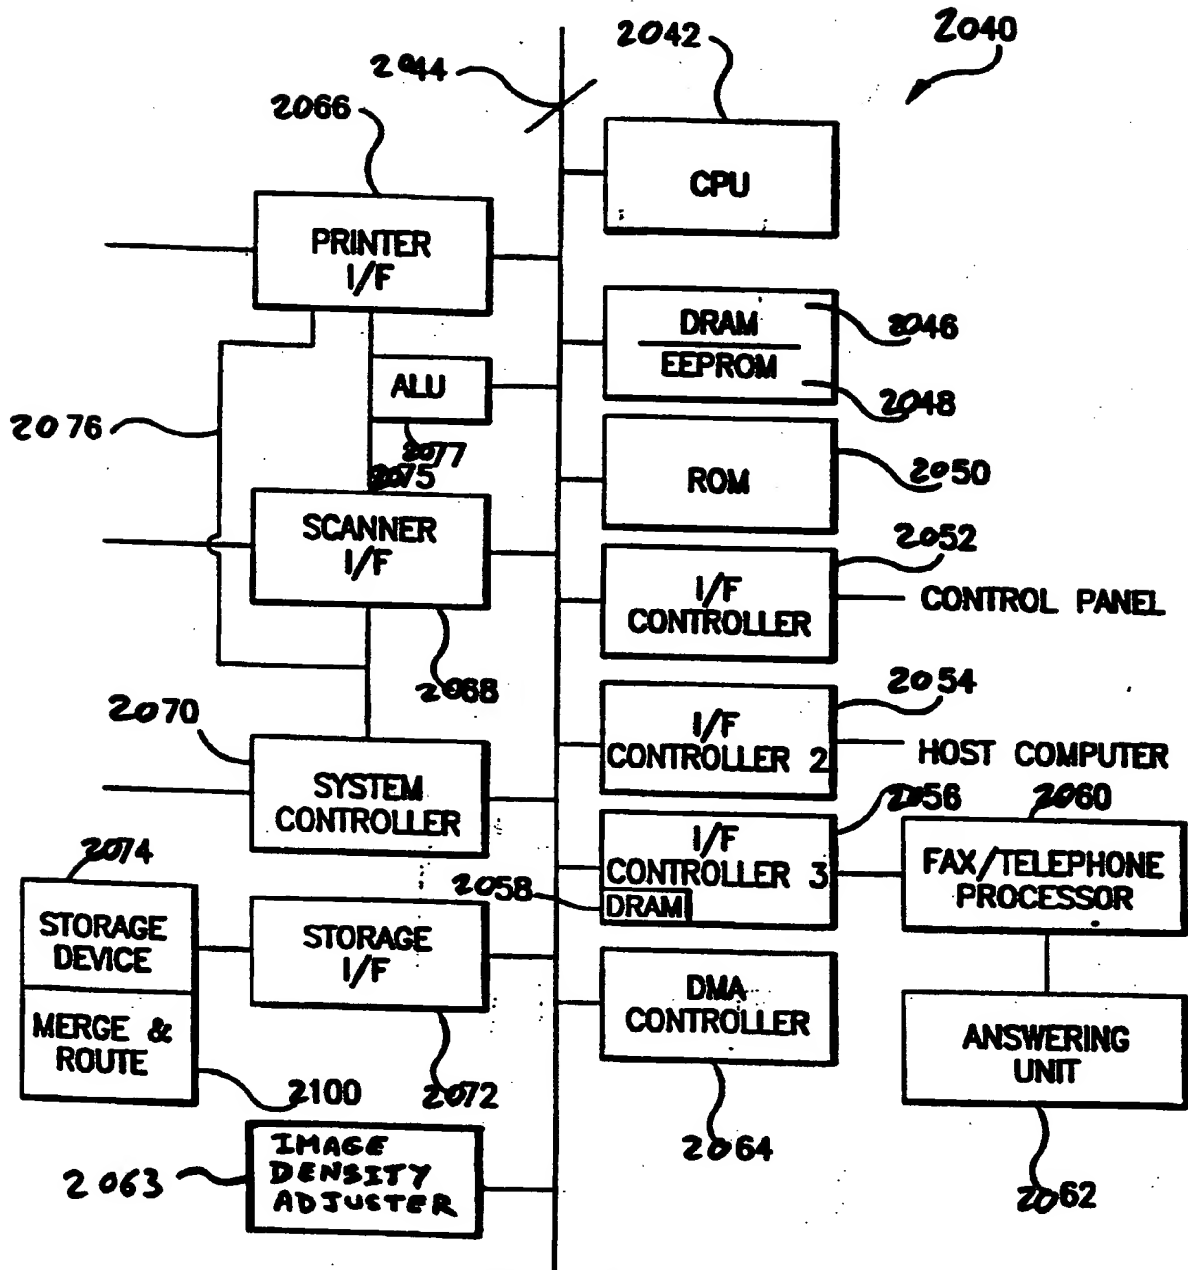 2040
2042
2044
2066
CPU
PRINTER
I/F
DRAM
EEPROM
2046
2048
ALU
2077
2076
2075
ROM
2050
SCANNER
I/F
2068
2052
I/F
CONTROLLER
CONTROL PANEL
2054
I/F
CONTROLLER 2
HOST COMPUTER
2070
SYSTEM
CONTROLLER
2056
I/F
CONTROLLER 3
2058
DRAM
2060
FAX/TELEPHONE
PROCESSOR
2074
STORAGE
DEVICE
MERGE &
ROUTE
2100
STORAGE
I/F
2072
DMA
CONTROLLER
2064
ANSWERING
UNIT
2062
2063
IMAGE
DENSITY
ADJUSTER